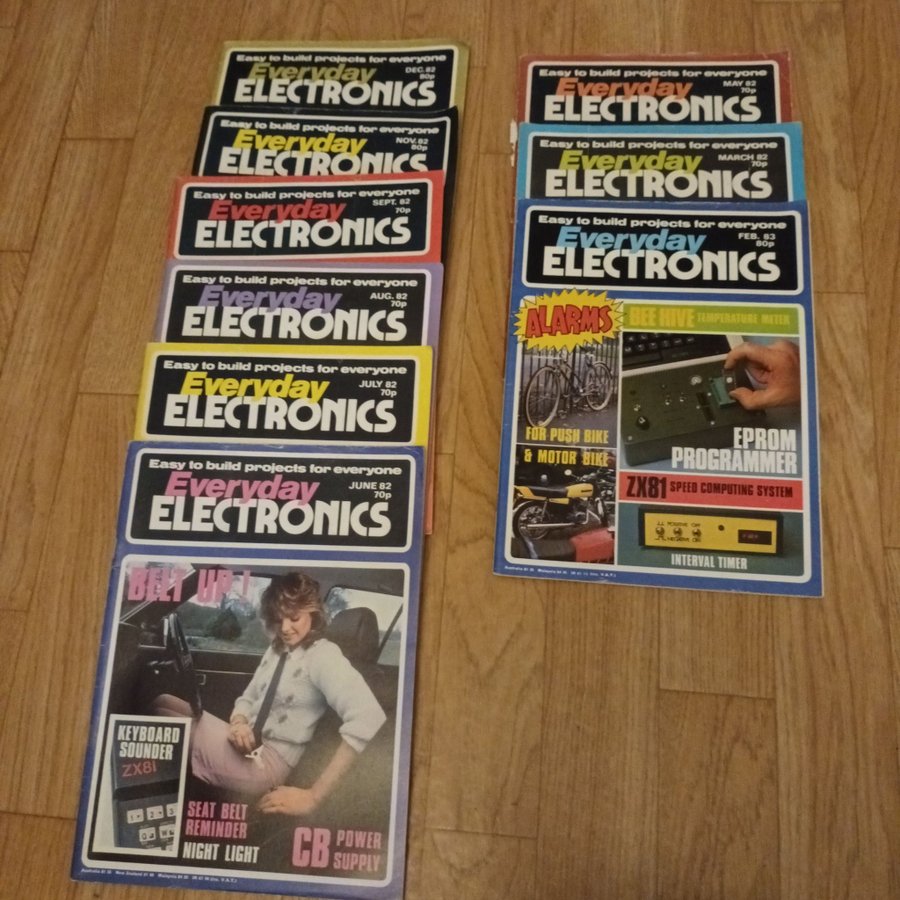 Easy to build projects for everyone
Everyday
DEC. 82
80p
ELECTRONICS
Easy to build projects for everyone
Everyday
NOV. 82
80p
ELECTRONICS
Easy to build projects for everyone
Everyday
SEPT. 82
70p
ELECTRONICS
Easy to build projects for everyone
Everyday
AUG. 82
70p
ELECTRONICS
Easy to build projects for everyone
Everyday
JULY 82
70p
ELECTRONICS
Easy to build projects for everyone
Everyday
JUNE 82
70p
ELECTRONICS
BELT UP!
KEYBOARD
SOUNDER
ZX81
1 2 3
Q W
SEAT BELT
REMINDER
NIGHT LIGHT
CB POWER
SUPPLY
Easy to build projects for everyone
Everyday
MAY 82
70p
ELECTRONICS
Easy to build projects for everyone
Everyday
MARCH 82
70p
ELECTRONICS
Easy to build projects for everyone
Everyday
FEB. 83
80p
ELECTRONICS
ALARMS
FOR PUSH BIKE
& MOTOR BIKE
BEE HIVE TEMPERATURE METER
EPROM
PROGRAMMER
ZX81 SPEED COMPUTING SYSTEM
POSITIVE
NEGATIVE
INTERVAL TIMER